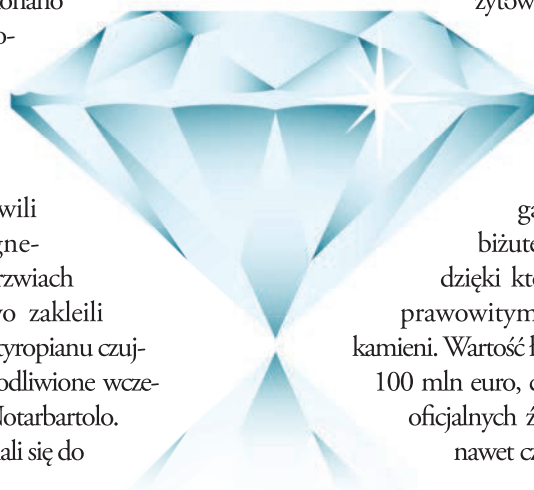 onano
o-
wili
gne-
rzwiach
wo zakleili
tyropianu czuj-
odliwione wcze-
Notarbartolo.
ali się do
żytow
ga
biżute
dzięki kt
prawowitym
kamieni. Wartość
100 mln euro,
oficjalnych ź
nawet cz